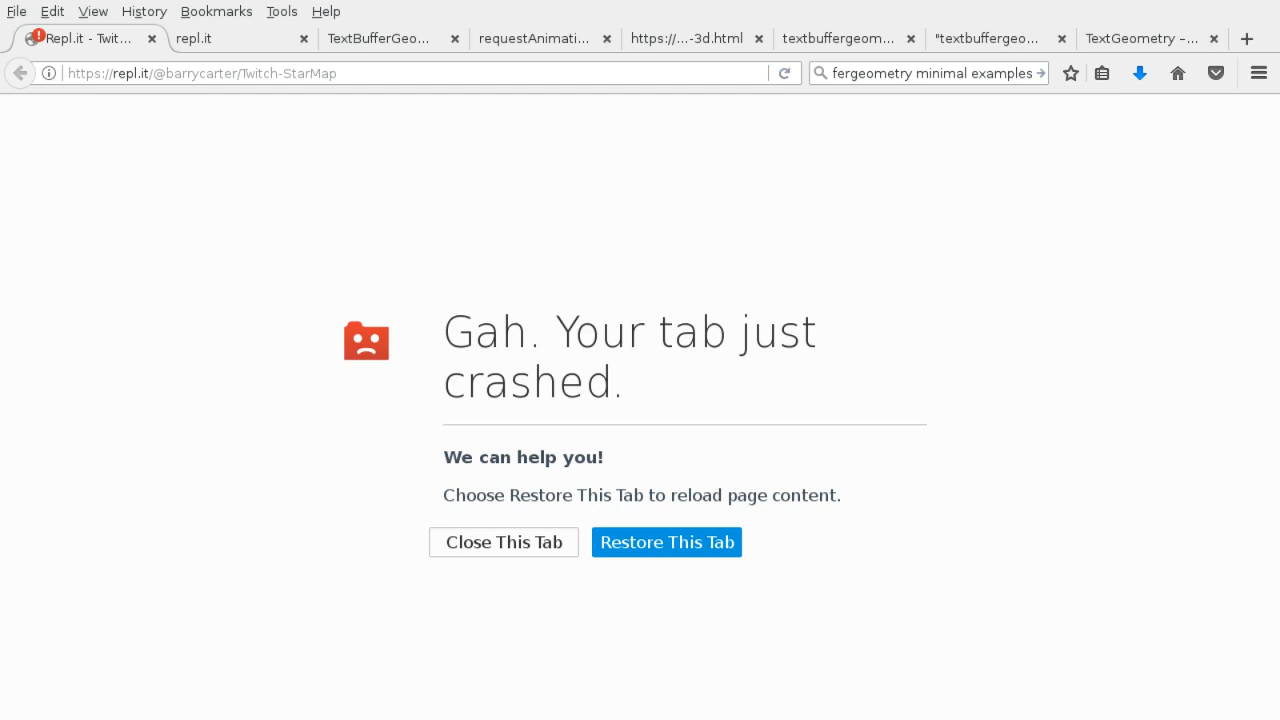 File Edit View History Bookmarks Tools Help
Repl.it - Twit... repl.it TextBufferGeo... requestAnimati... https://...-3d.html textbuffergeom... "textbuffergeo... TextGeometry –...
https://repl.it/@barrycarter/Twitch-StarMap fergeometry minimal examples
Gah. Your tab just
crashed.
We can help you!
Choose Restore This Tab to reload page content.
Close This Tab Restore This Tab